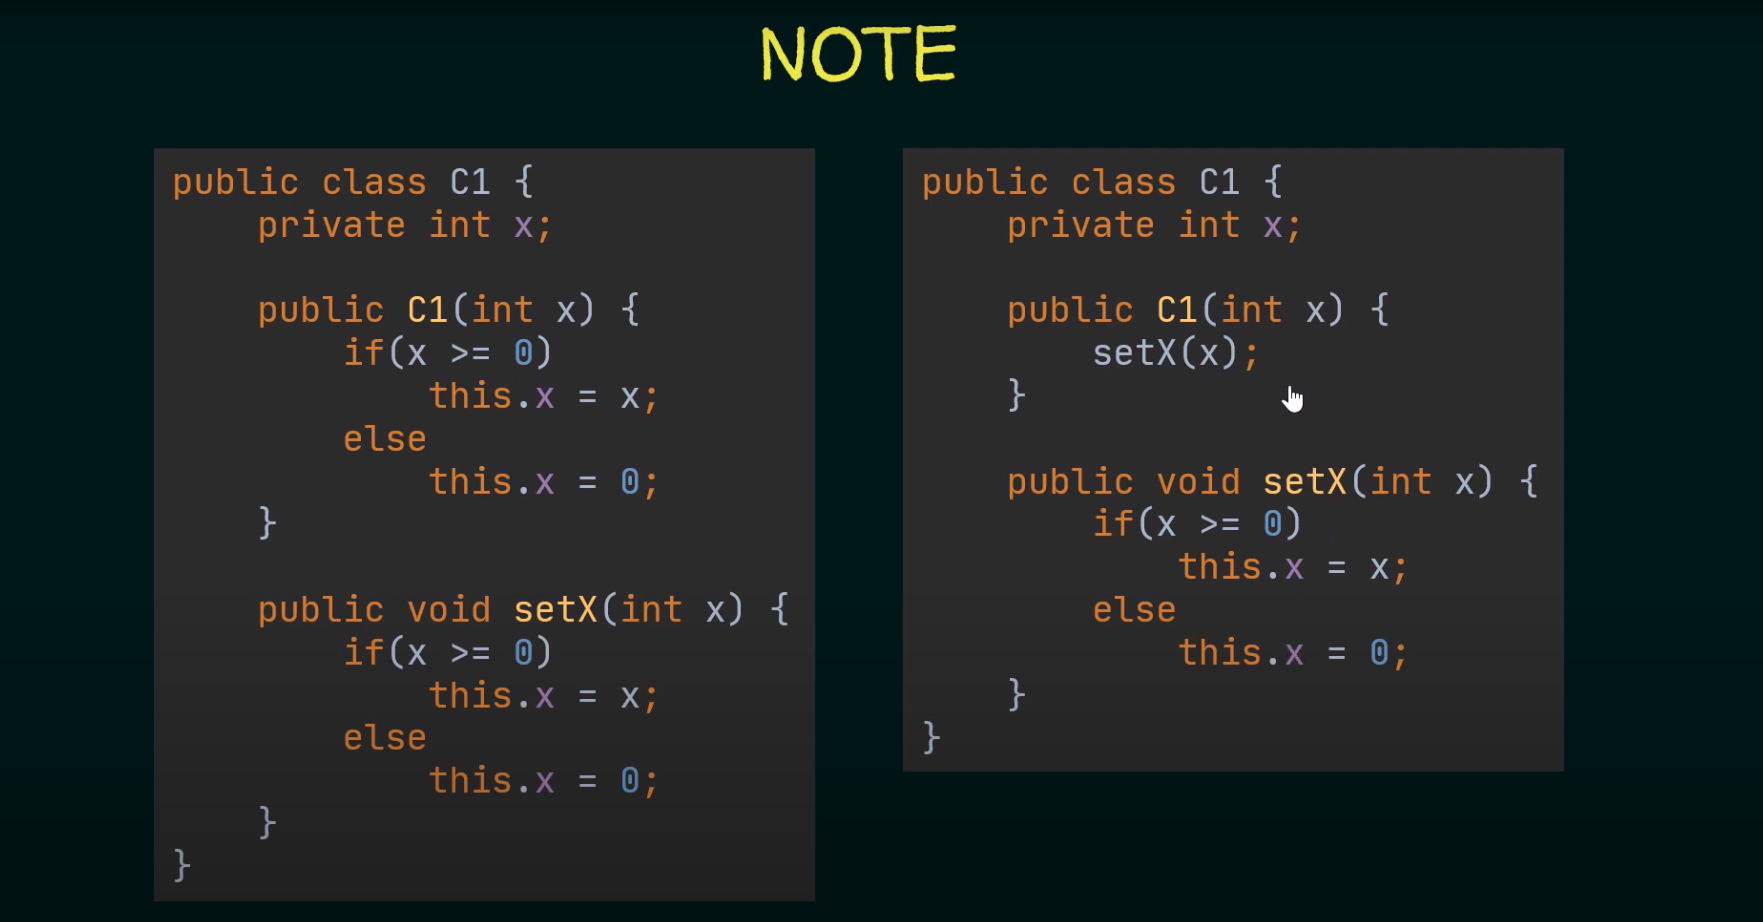 NOTE
public class C1 {
    private int x;

    public C1(int x) {
        if(x >= 0)
            this.x = x;
        else
            this.x = 0;
    }

    public void setX(int x) {
        if(x >= 0)
            this.x = x;
        else
            this.x = 0;
    }
}
public class C1 {
    private int x;

    public C1(int x) {
        setX(x);
    }

    public void setX(int x) {
        if(x >= 0)
            this.x = x;
        else
            this.x = 0;
    }
}